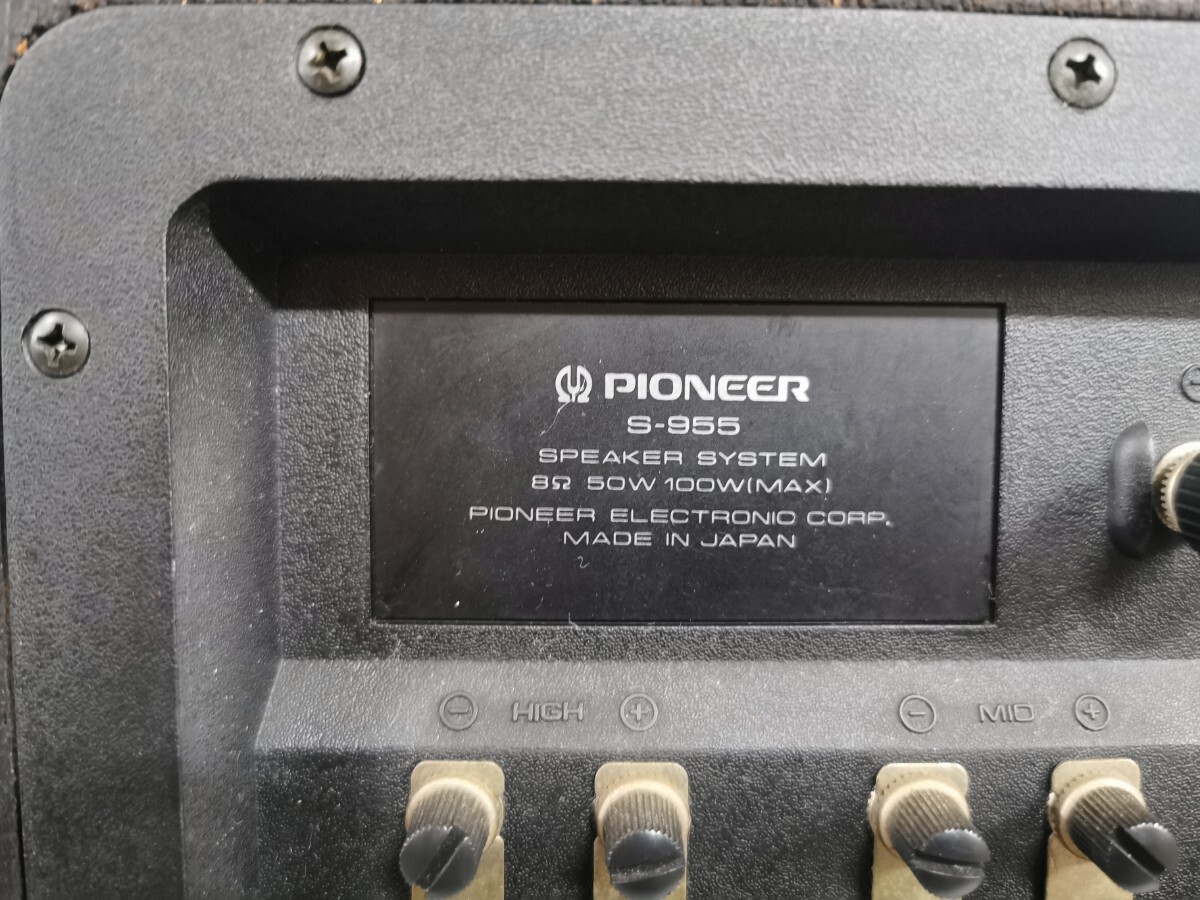 PIONEER
S-955
SPEAKER SYSTEM
8Ω 50W 100W(MAX)
PIONEER ELECTRONIC CORP.
MADE IN JAPAN
⊖ HIGH ⊕ ⊖ MID ⊕